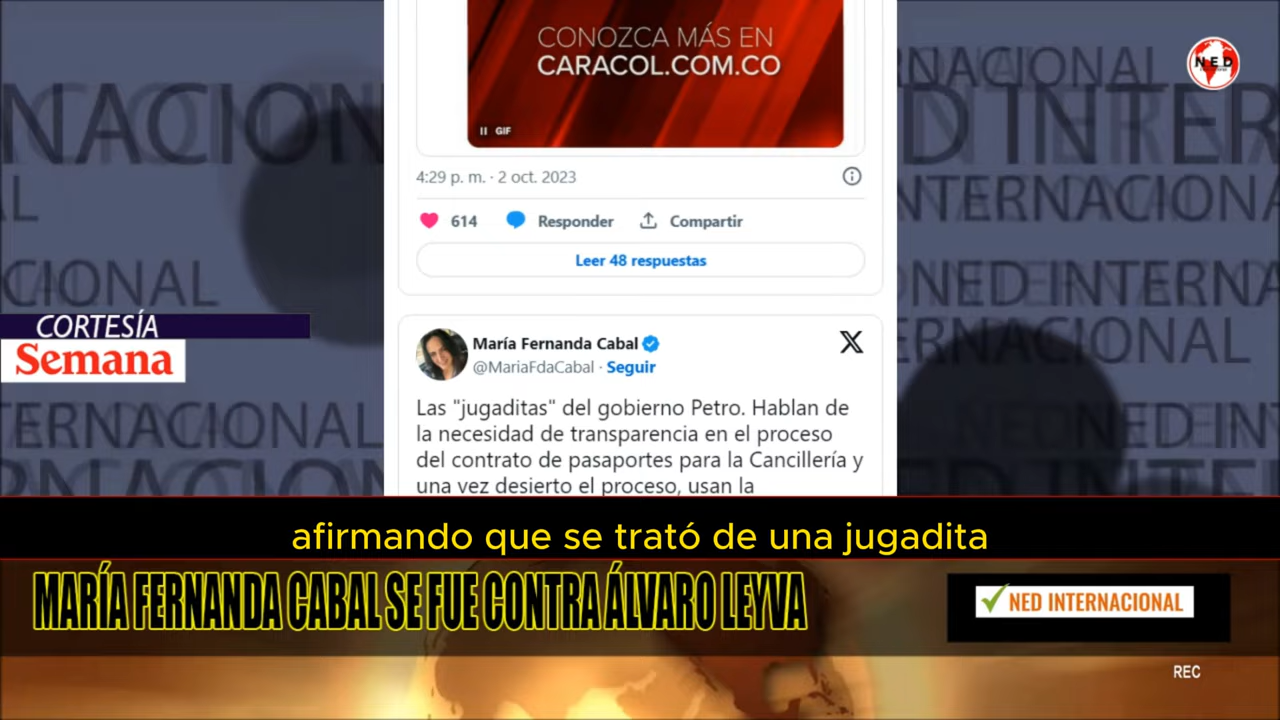 CONOZCA MÁS EN
CARACOL.COM.CO
GIF
4:29 p. m. · 2 oct. 2023
614 Responder Compartir
Leer 48 respuestas
NED
CORTESÍA
Semana
María Fernanda Cabal
@MariaFdaCabal · Seguir
Las "jugaditas" del gobierno Petro. Hablan de
la necesidad de transparencia en el proceso
del contrato de pasaportes para la Cancillería y
una vez desierto el proceso, usan la
afirmando que se trató de una jugadita
MARÍA FERNANDA CABAL SE FUE CONTRA ÁLVARO LEYVA
NED INTERNACIONAL
REC